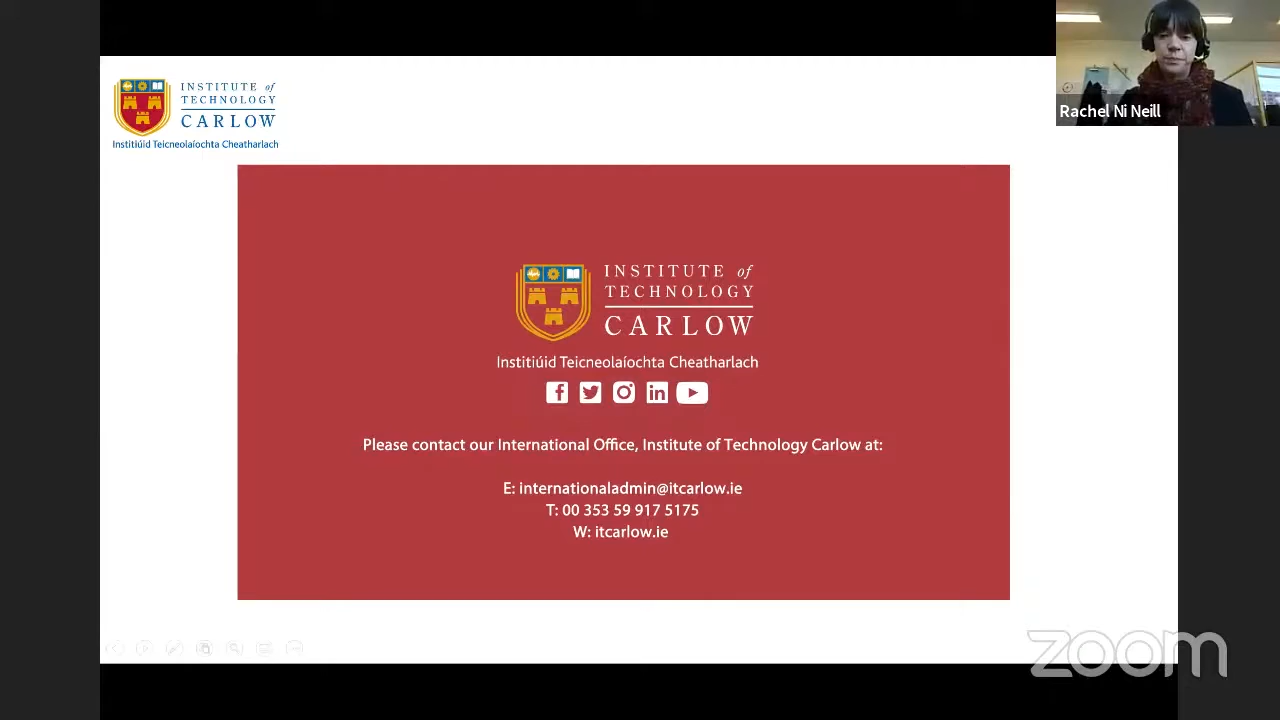 INSTITUTE of
TECHNOLOGY
CARLOW
Institiúid Teicneolaíochta Cheatharlach
Rachel Ni Neill
INSTITUTE of
TECHNOLOGY
CARLOW
Institiúid Teicneolaíochta Cheatharlach
Please contact our International Office, Institute of Technology Carlow at:
E: internationaladmin@itcarlow.ie
T: 00 353 59 917 5175
W: itcarlow.ie
zoom